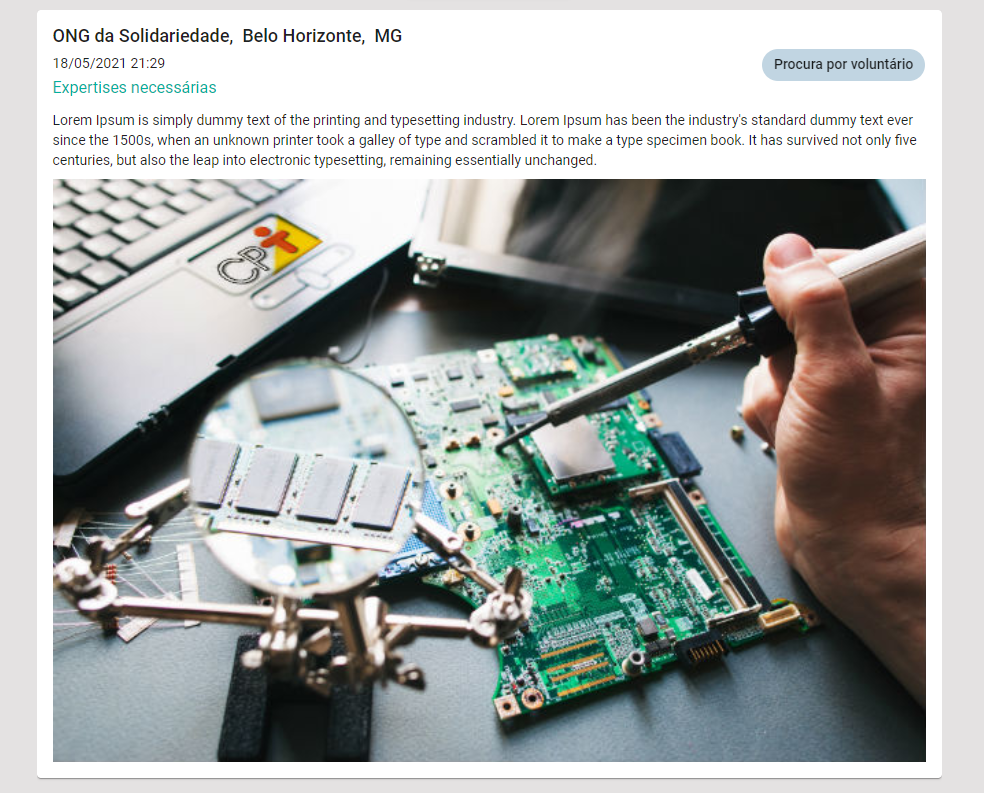 ONG da Solidariedade,  Belo Horizonte,  MG
18/05/2021 21:29
Procura por voluntário
Expertises necessárias
Lorem Ipsum is simply dummy text of the printing and typesetting industry. Lorem Ipsum has been the industry's standard dummy text ever
since the 1500s, when an unknown printer took a galley of type and scrambled it to make a type specimen book. It has survived not only five
centuries, but also the leap into electronic typesetting, remaining essentially unchanged.
CPT